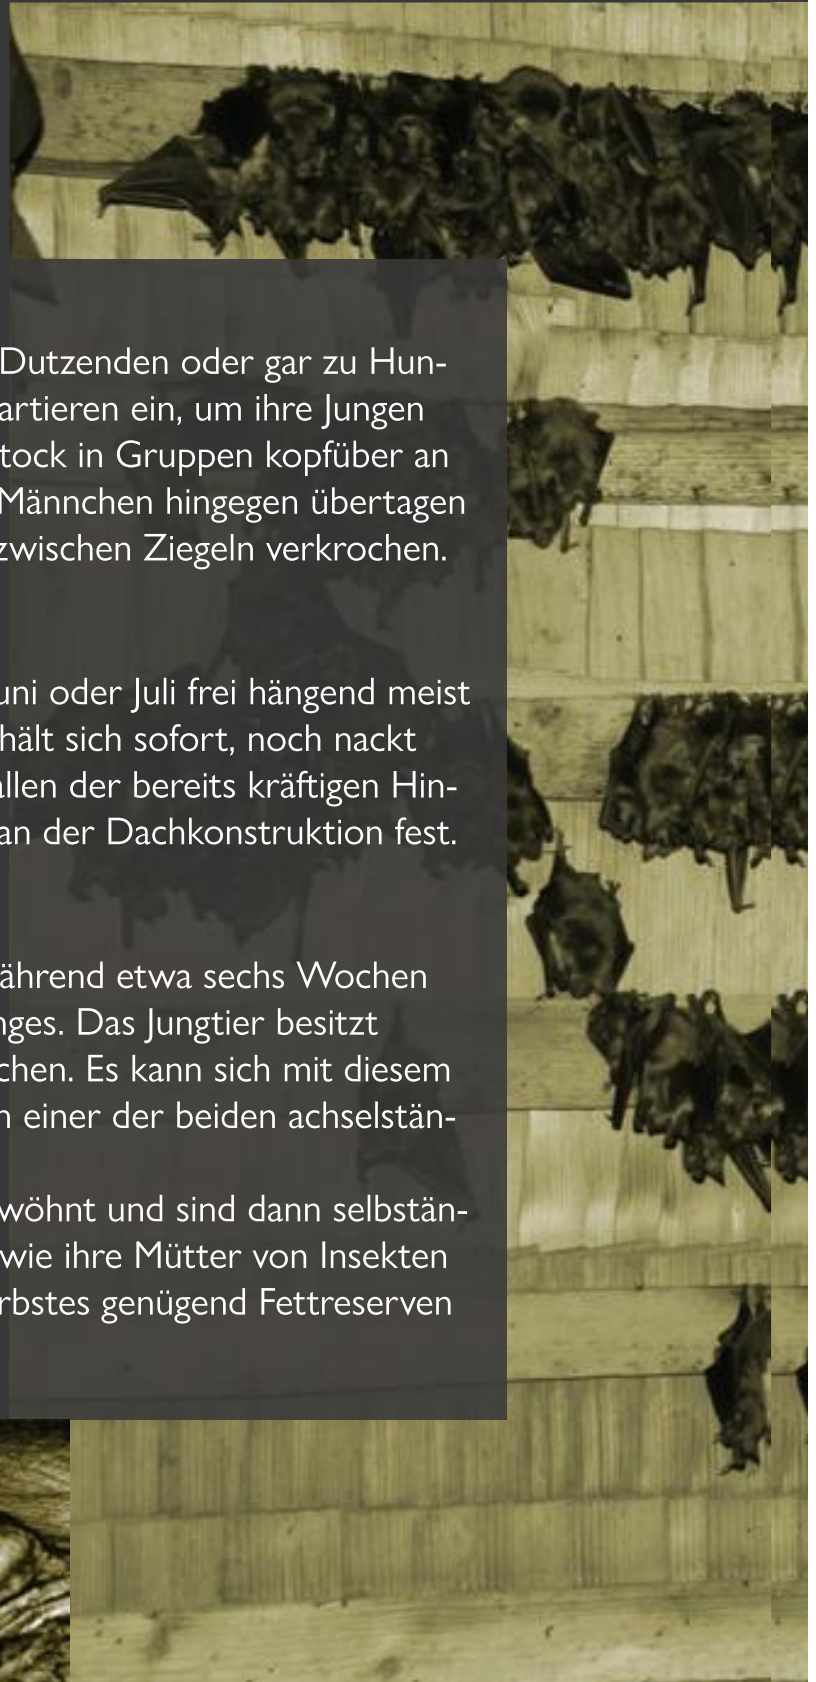 Dutzenden oder gar zu Hun-
artieren ein, um ihre Jungen
tock in Gruppen kopfüber an
Männchen hingegen übertagen
zwischen Ziegeln verkrochen.
uni oder Juli frei hängend meist
hält sich sofort, noch nackt
allen der bereits kräftigen Hin-
an der Dachkonstruktion fest.
ährend etwa sechs Wochen
nges. Das Jungtier besitzt
chen. Es kann sich mit diesem
n einer der beiden achselstän-
wöhnt und sind dann selbstän-
wie ihre Mütter von Insekten
rbstes genügend Fettreserven